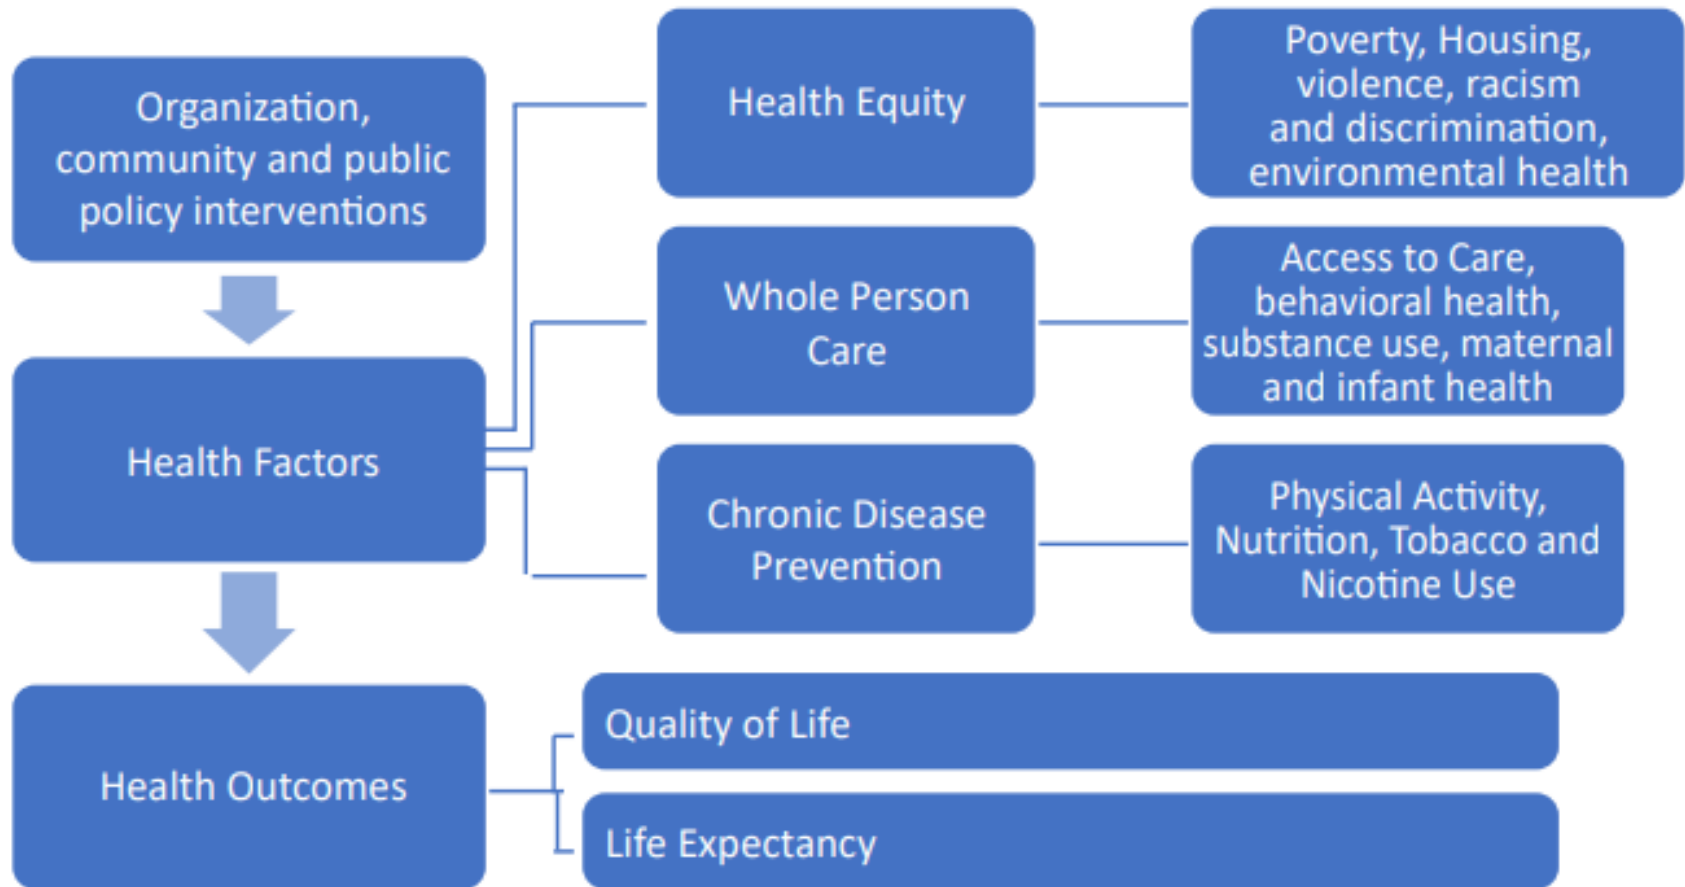 Organization,
community and public
policy interventions
Health Factors
Health Outcomes
Health Equity
Poverty, Housing,
violence, racism
and discrimination,
environmental health
Whole Person
Care
Access to Care,
behavioral health,
substance use, maternal
and infant health
Chronic Disease
Prevention
Physical Activity,
Nutrition, Tobacco and
Nicotine Use
Quality of Life
Life Expectancy